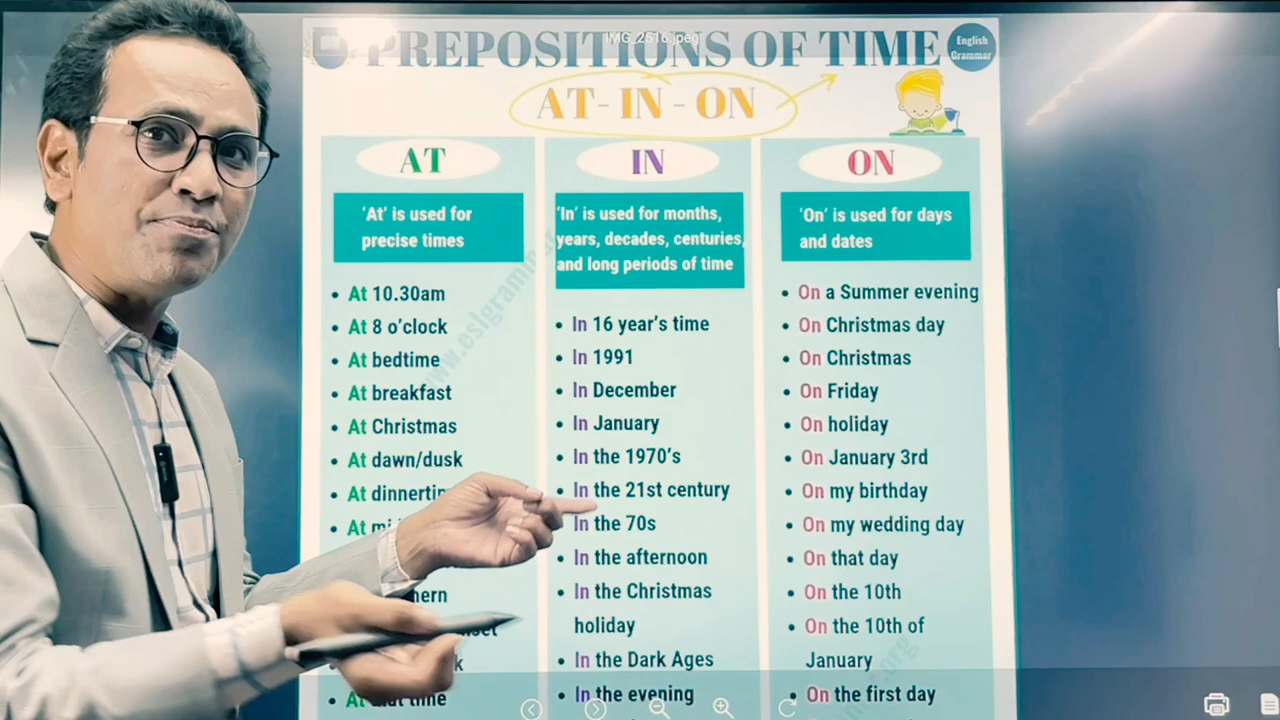 PREPOSITIONS OF TIME
IMG_2516.jpeg
English
Grammar
AT - IN - ON
AT
'At' is used for
precise times
At 10.30am
At 8 o'clock
At bedtime
At breakfast
At Christmas
At dawn/dusk
At
At
At that time
IN
'In' is used for months,
years, decades, centuries,
and long periods of time
In 16 year's time
In 1991
In December
In January
In the 1970's
In the 21st century
In the 70s
In the afternoon
In the Christmas
holiday
In the Dark Ages
In the evening
ON
'On' is used for days
and dates
On a Summer evening
On Christmas day
On Christmas
On Friday
On holiday
On January 3rd
On my birthday
On my wedding day
On that day
On the 10th
On the 10th of
January
On the first day